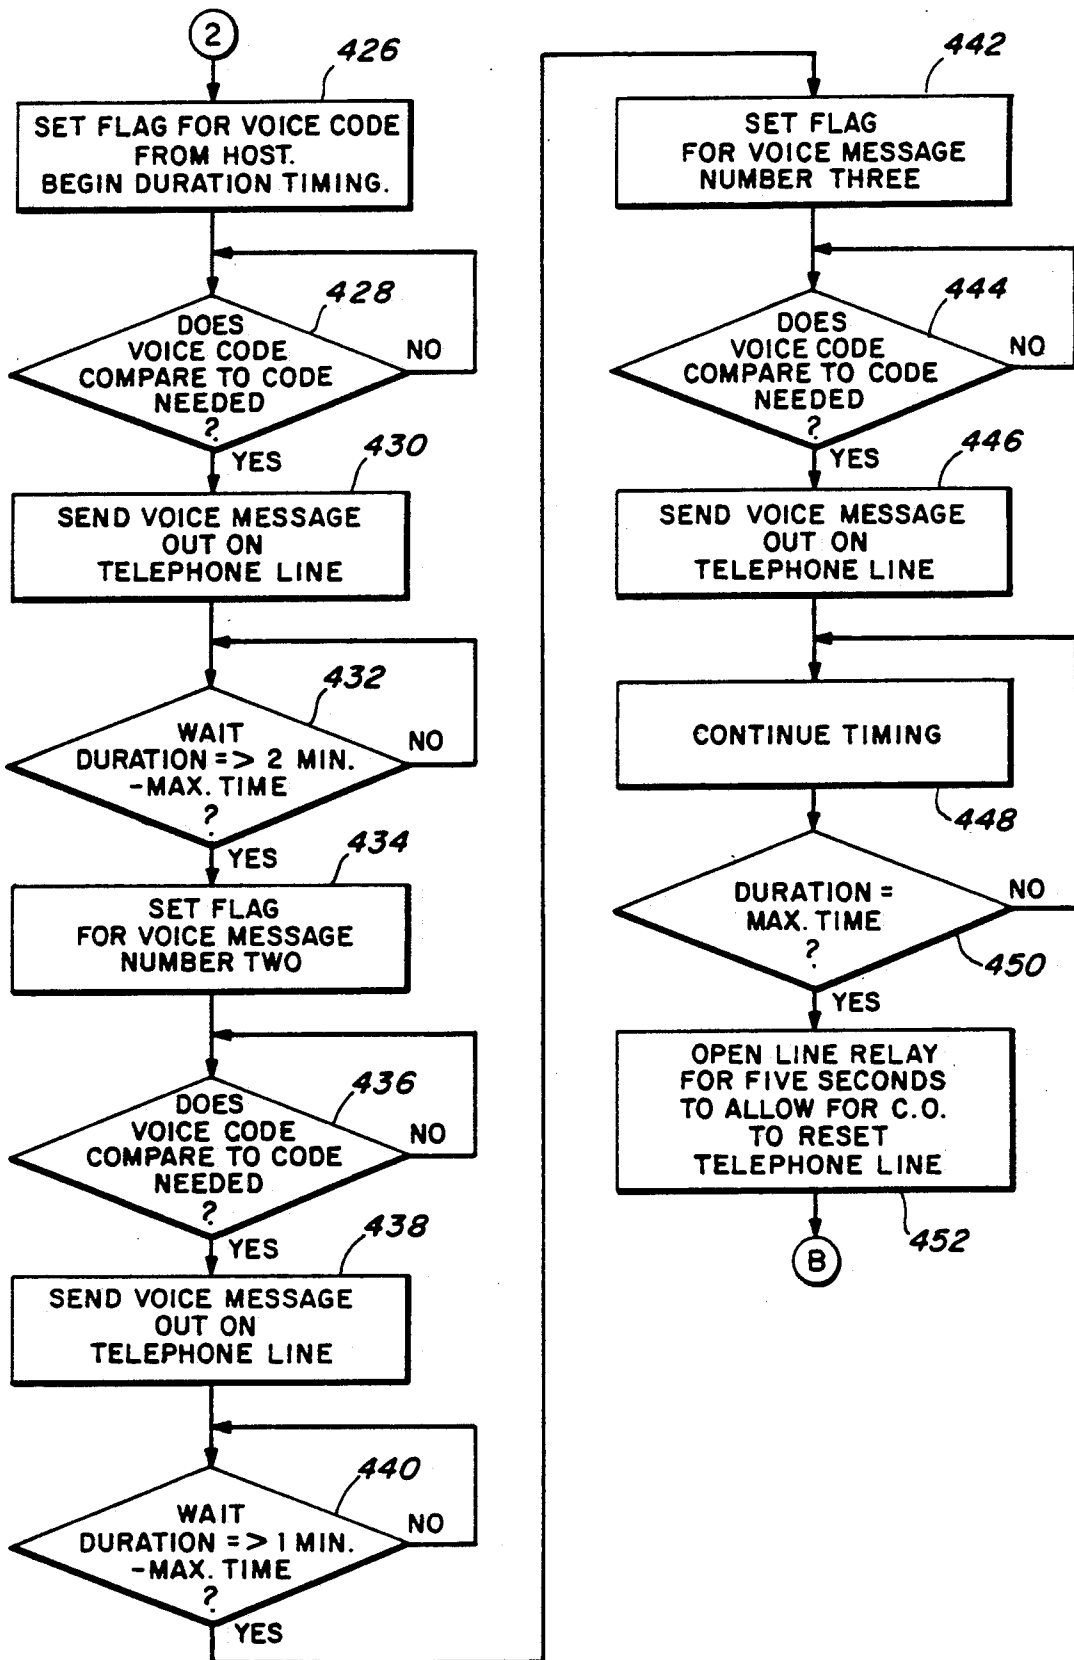 2
426
SET FLAG FOR VOICE CODE
FROM HOST.
BEGIN DURATION TIMING.
428
DOES
VOICE CODE
COMPARE TO CODE
NEEDED
?
NO
YES
430
SEND VOICE MESSAGE
OUT ON
TELEPHONE LINE
432
WAIT
DURATION => 2 MIN.
-MAX. TIME
?
NO
YES
434
SET FLAG
FOR VOICE MESSAGE
NUMBER TWO
436
DOES
VOICE CODE
COMPARE TO CODE
NEEDED
?
NO
YES
438
SEND VOICE MESSAGE
OUT ON
TELEPHONE LINE
440
WAIT
DURATION => 1 MIN.
-MAX. TIME
?
NO
YES
442
SET FLAG
FOR VOICE MESSAGE
NUMBER THREE
444
DOES
VOICE CODE
COMPARE TO CODE
NEEDED
?
NO
YES
446
SEND VOICE MESSAGE
OUT ON
TELEPHONE LINE
CONTINUE TIMING
448
DURATION =
MAX. TIME
?
NO
450
YES
OPEN LINE RELAY
FOR FIVE SECONDS
TO ALLOW FOR C.O.
TO RESET
TELEPHONE LINE
452
B